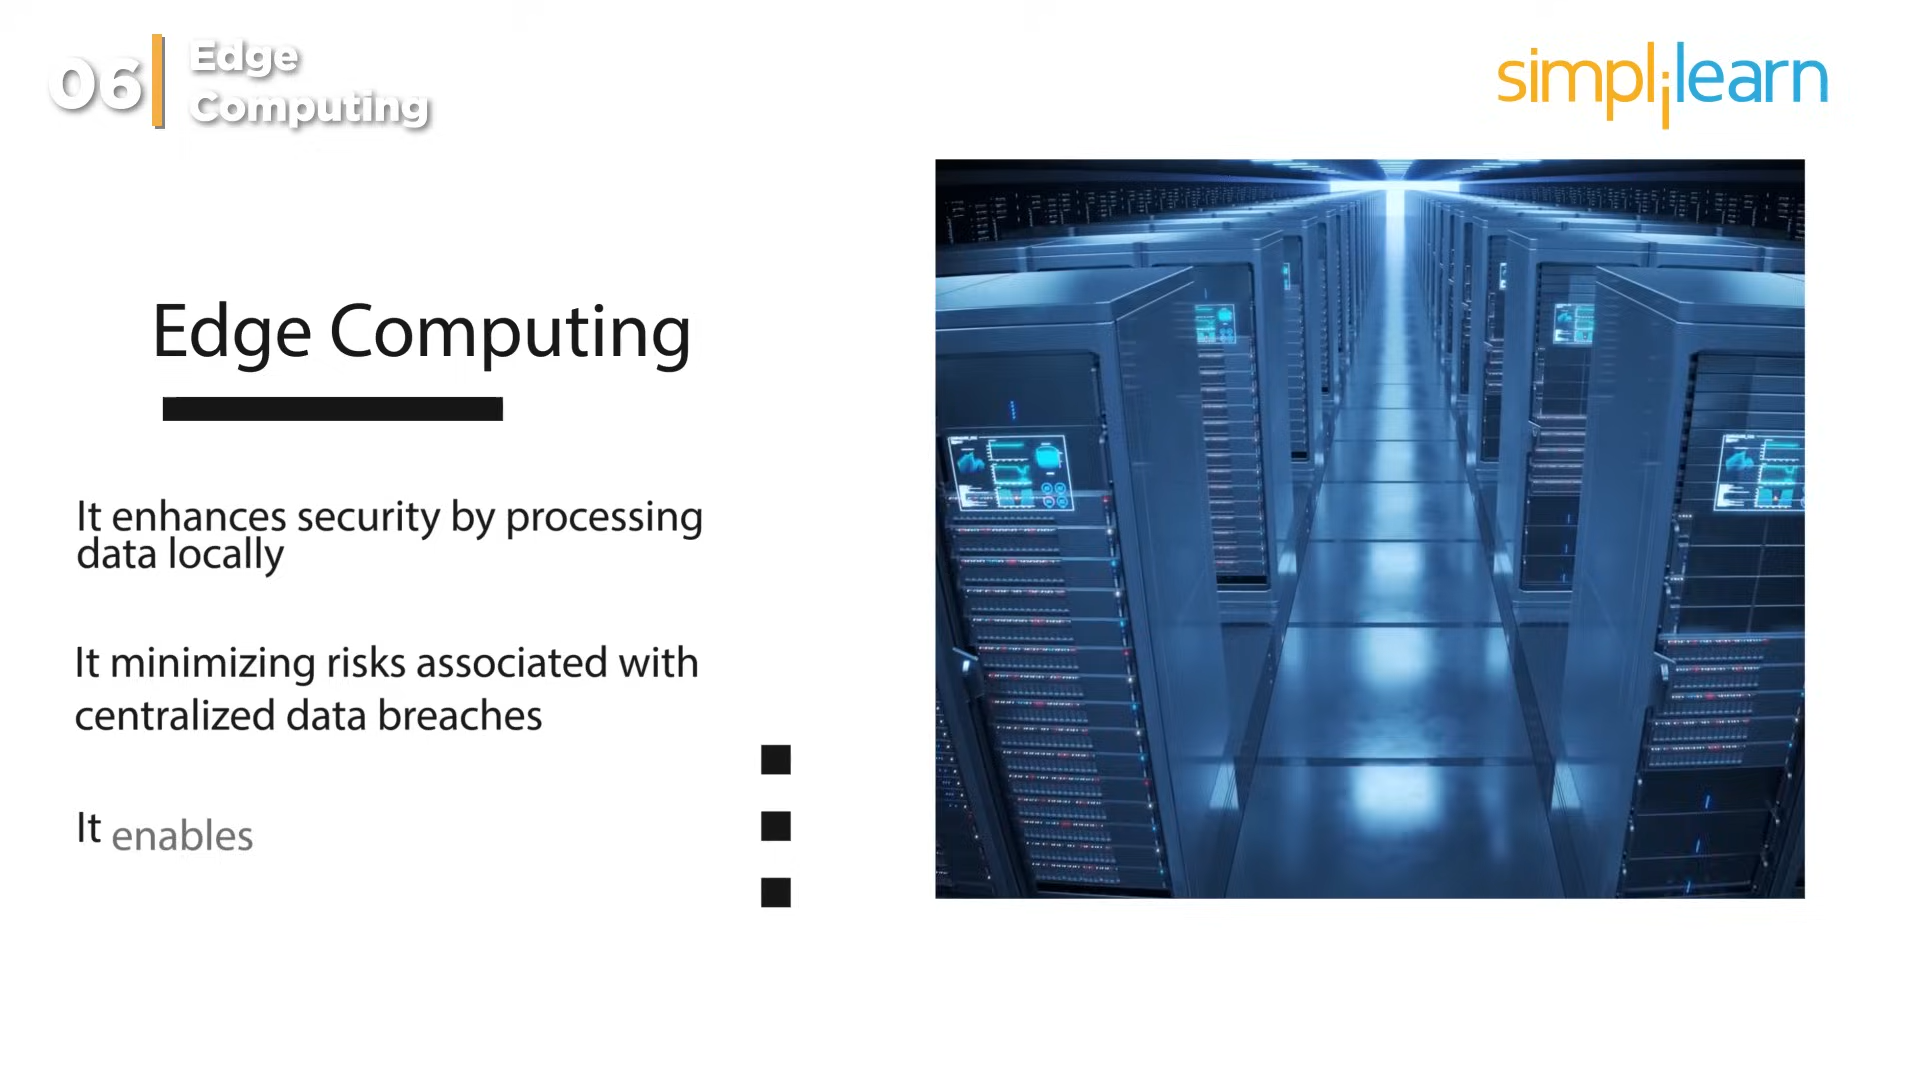 06
Edge
Computing
simplilearn
Edge Computing
It enhances security by processing
data locally
It minimizing risks associated with
centralized data breaches
It enables